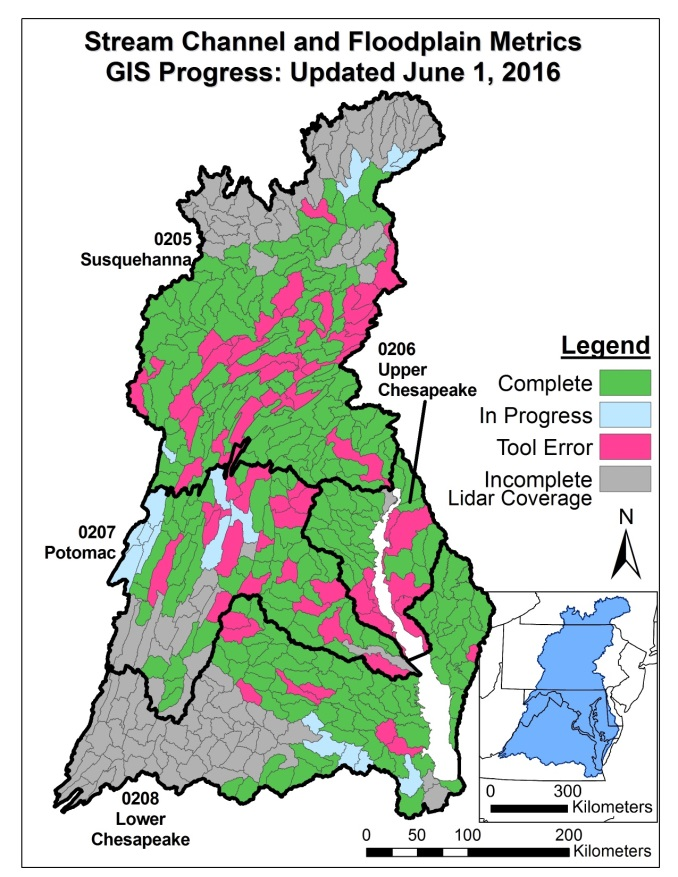 Stream Channel and Floodplain Metrics
GIS Progress: Updated June 1, 2016
0205
Susquehanna
0206
Upper
Chesapeake
Legend
Complete
In Progress
Tool Error
Incomplete
Lidar Coverage
N
0207
Potomac
0208
Lower
Chesapeake
0 300
Kilometers
0 50 100 200
Kilometers